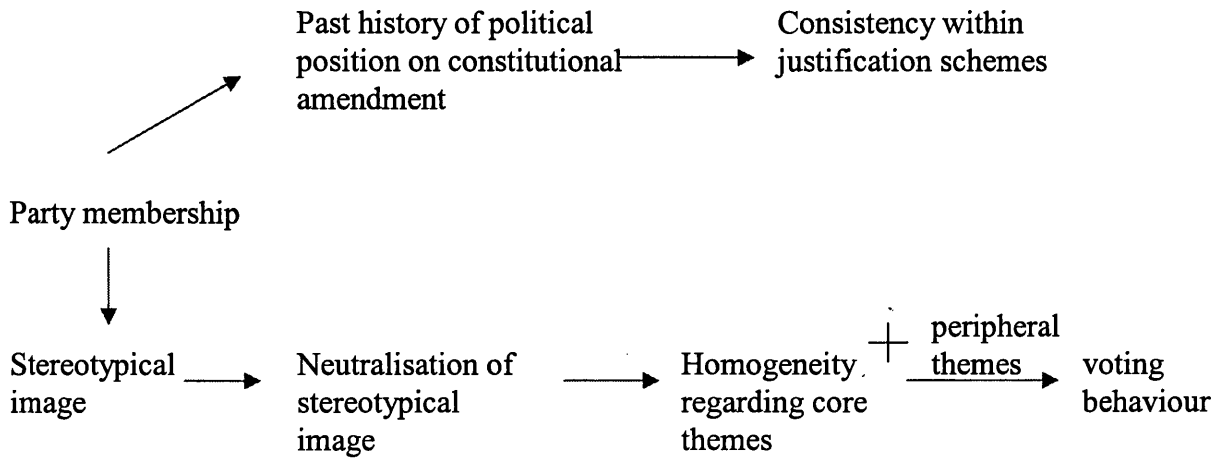 Past history of political
position on constitutional
amendment
Consistency within
justification schemes
Party membership
Stereotypical
image
Neutralisation of
stereotypical
image
Homogeneity
regarding core
themes
+
peripheral
themes
voting
behaviour